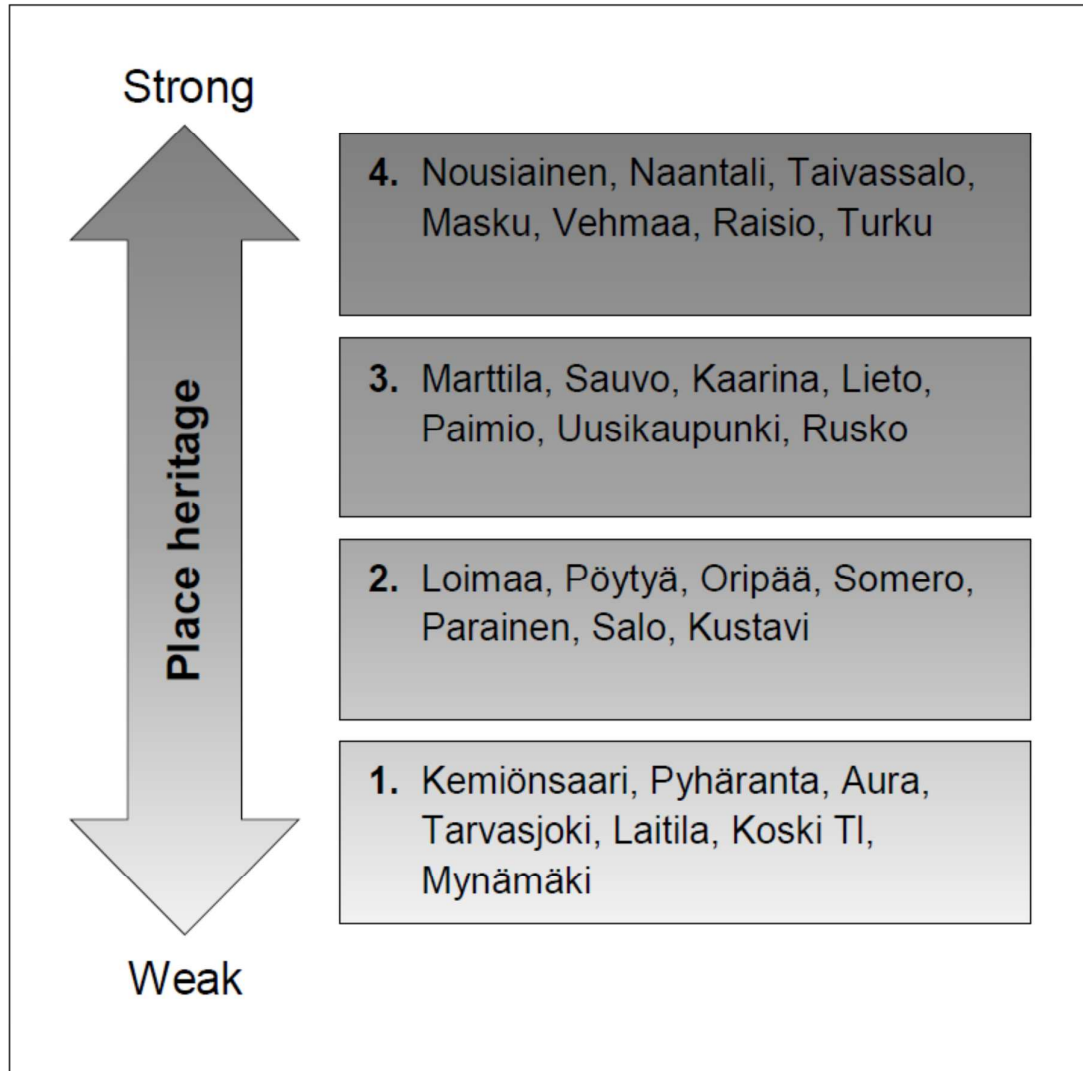 Strong
Place heritage
4. Nousiainen, Naantali, Taivassalo,
Masku, Vehmaa, Raisio, Turku
3. Marttila, Sauvo, Kaarina, Lieto,
Paimio, Uusikaupunki, Rusko
2. Loimaa, Pöytyä, Oripää, Somero,
Parainen, Salo, Kustavi
1. Kemiönsaari, Pyhäranta, Aura,
Tarvasjoki, Laitila, Koski Tl,
Mynämäki
Weak